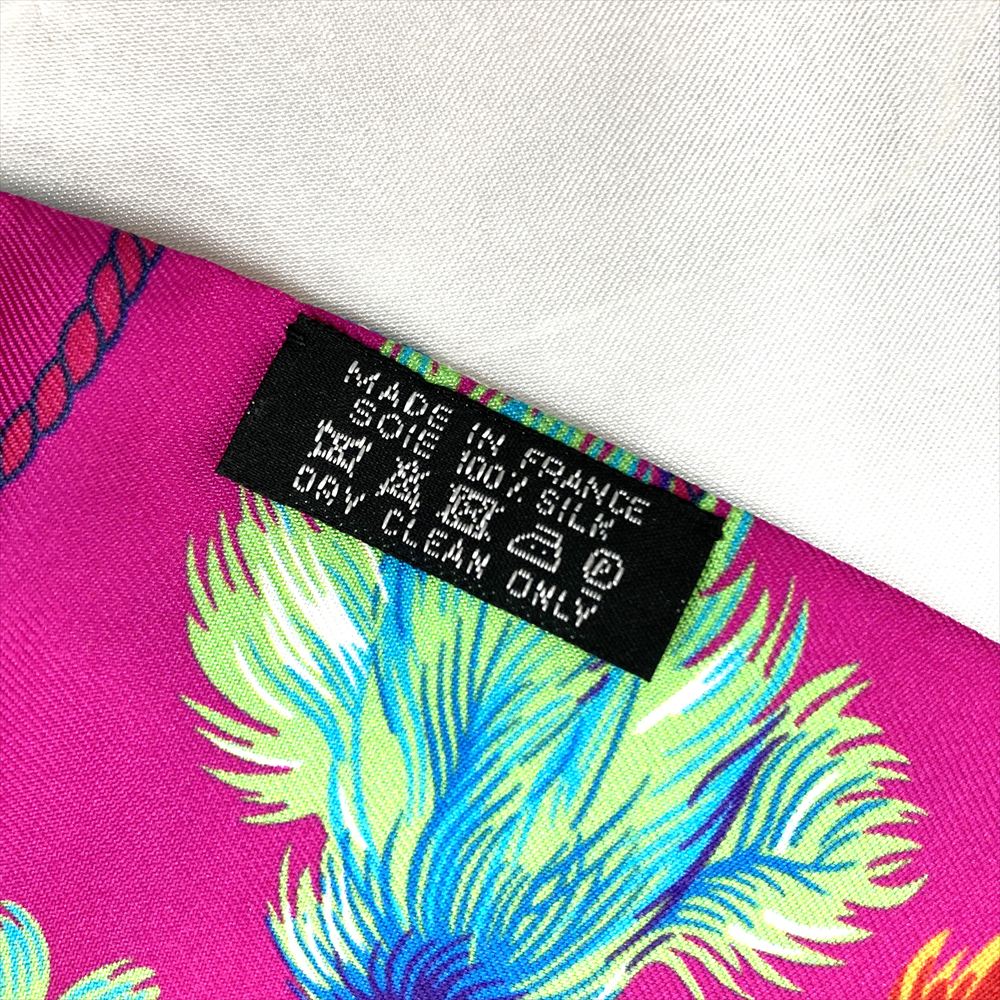 MADE IN FRANCE
SOIE 100% SILK
P
DRY CLEAN ONLY